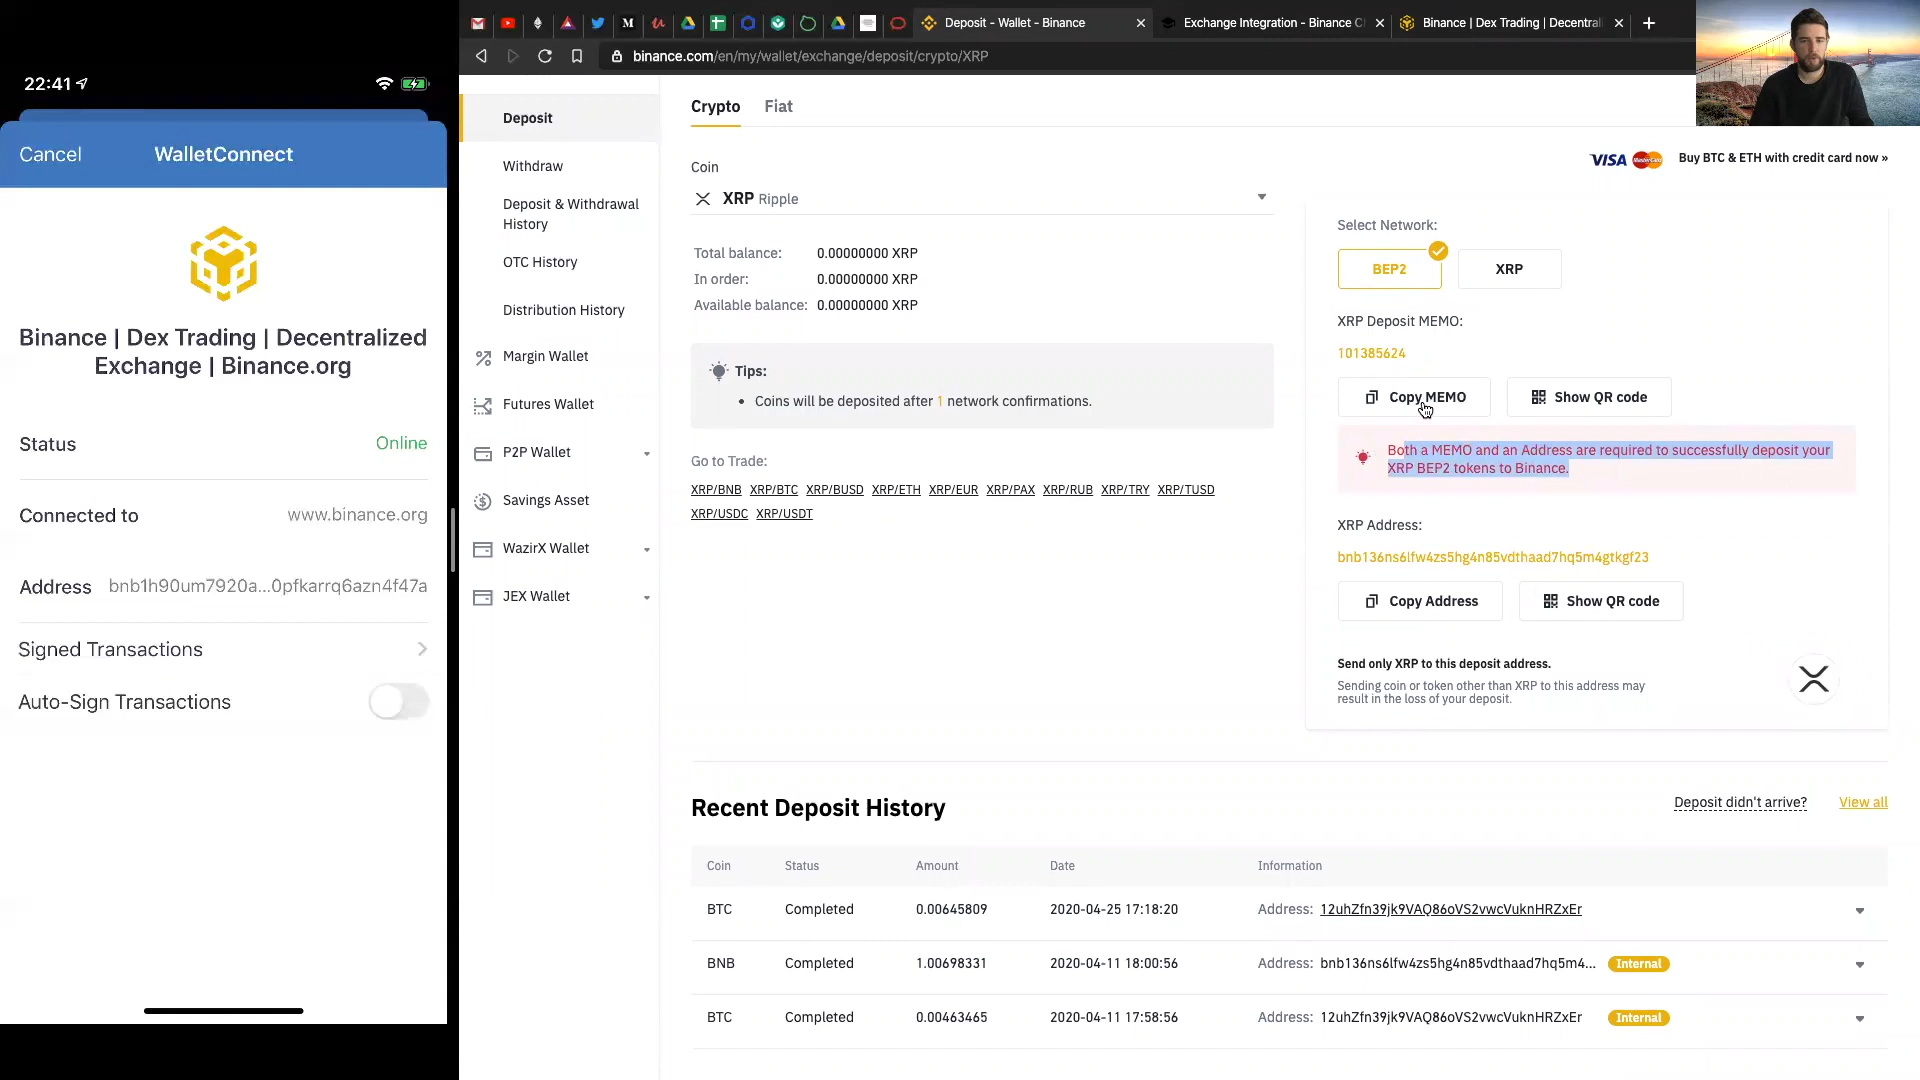 22:41
Cancel
WalletConnect
Binance | Dex Trading | Decentralized
Exchange | Binance.org
Status
Online
Connected to
www.binance.org
Address
bnb1h90um7920a...0pfkarrq6azn4f47a
Signed Transactions
Auto-Sign Transactions
Deposit - Wallet - Binance
Exchange Integration - Binance C
Binance | Dex Trading | Decentral
binance.com/en/my/wallet/exchange/deposit/crypto/XRP
Deposit
Withdraw
Deposit & Withdrawal
History
OTC History
Distribution History
Margin Wallet
Futures Wallet
P2P Wallet
Savings Asset
WazirX Wallet
JEX Wallet
Crypto
Fiat
VISA MasterCard Buy BTC & ETH with credit card now »
Coin
XRP Ripple
Total balance: 0.00000000 XRP
In order: 0.00000000 XRP
Available balance: 0.00000000 XRP
Tips:
• Coins will be deposited after 1 network confirmations.
Go to Trade:
XRP/BNB XRP/BTC XRP/BUSD XRP/ETH XRP/EUR XRP/PAX XRP/RUB XRP/TRY XRP/TUSD
XRP/USDC XRP/USDT
Select Network:
BEP2
XRP
XRP Deposit MEMO:
101385624
Copy MEMO
Show QR code
Both a MEMO and an Address are required to successfully deposit your
XRP BEP2 tokens to Binance.
XRP Address:
bnb136ns6lfw4zs5hg4n85vdthaad7hq5m4gtkgf23
Copy Address
Show QR code
Send only XRP to this deposit address.
Sending coin or token other than XRP to this address may
result in the loss of your deposit.
Recent Deposit History
Deposit didn't arrive?
View all
Coin Status Amount Date Information
BTC Completed 0.00645809 2020-04-25 17:18:20 Address: 12uhZfn39jk9VAQ86oVS2vwcVuknHRZxEr
BNB Completed 1.00698331 2020-04-11 18:00:56 Address: bnb136ns6lfw4zs5hg4n85vdthaad7hq5m4... Internal
BTC Completed 0.00463465 2020-04-11 17:58:56 Address: 12uhZfn39jk9VAQ86oVS2vwcVuknHRZxEr Internal